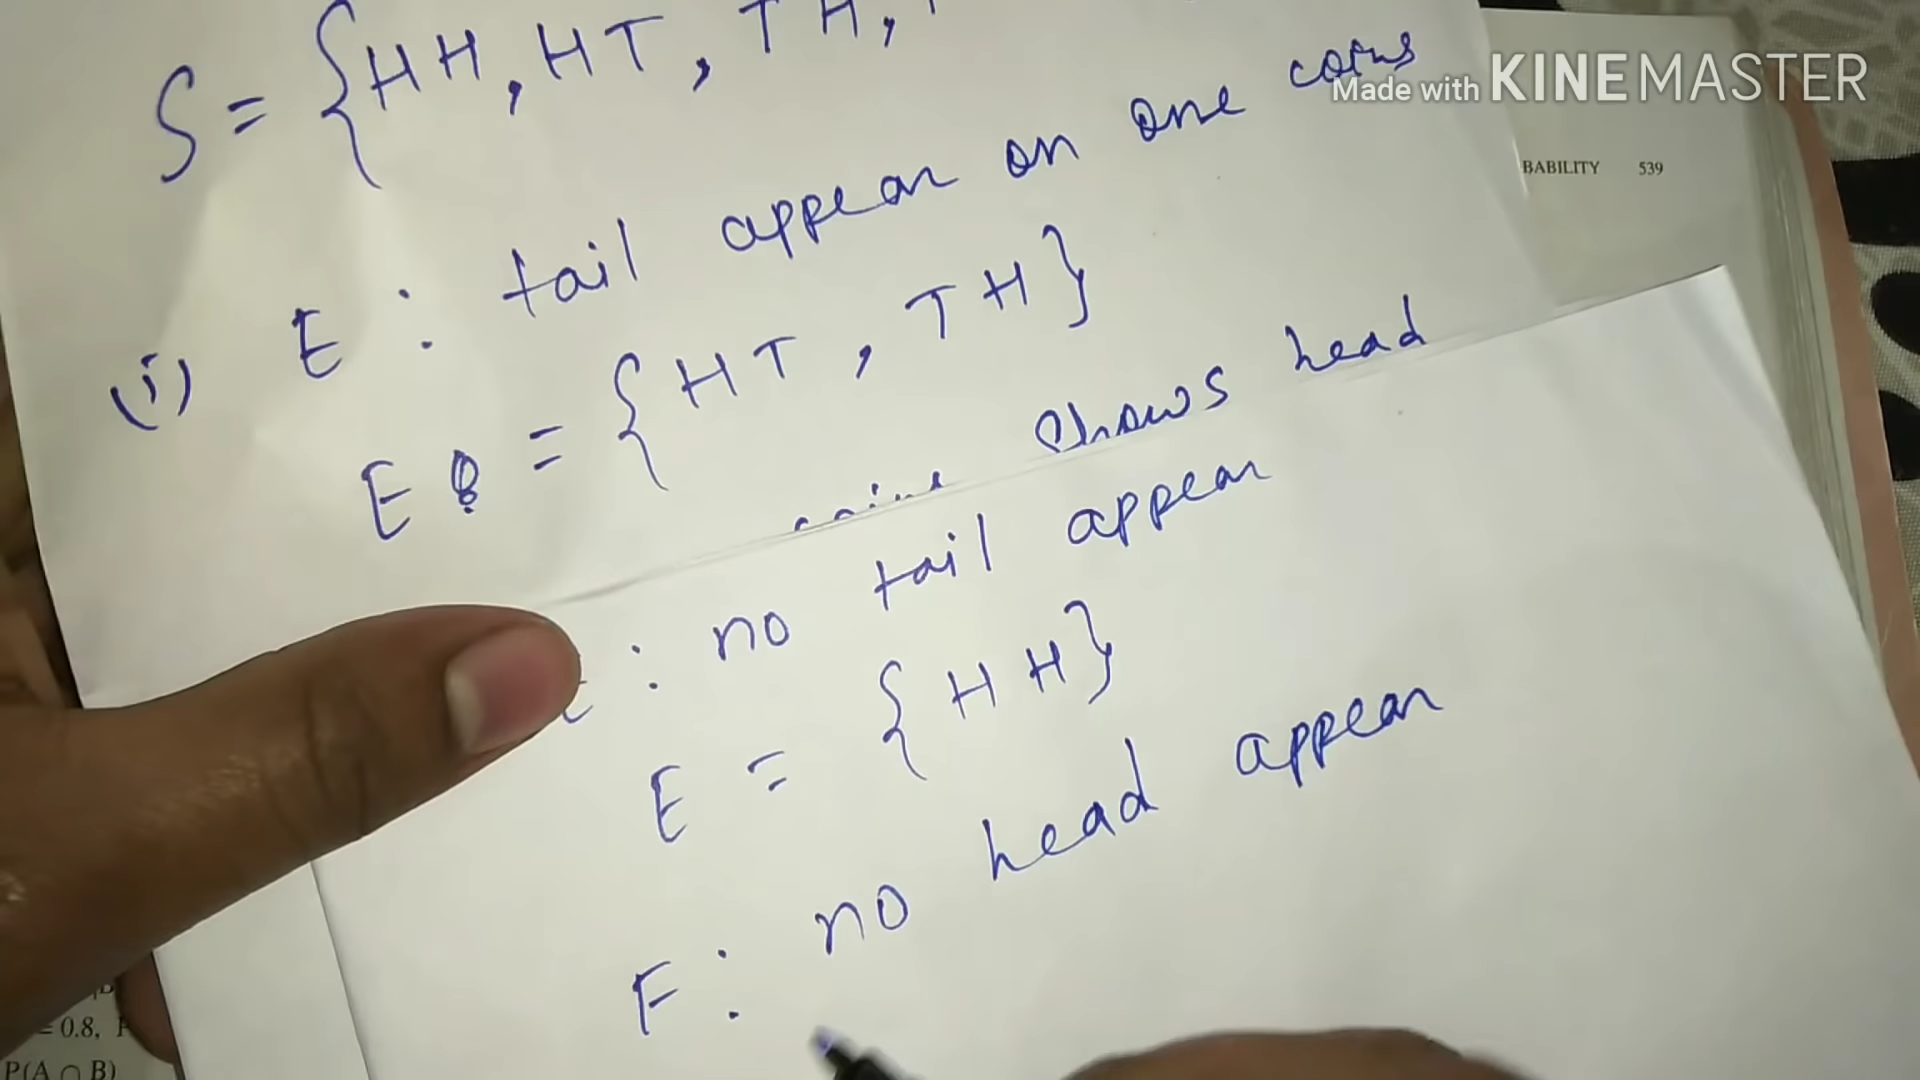 S = {HH, HT, TH,
Made with KINEMASTER
BABILITY 539
(i) E : tail appear on one coins
E = {HT, TH}
shows head
: no tail appear
E = {HH}
F : no head appear
= 0.8, P
P(A ∩ B)